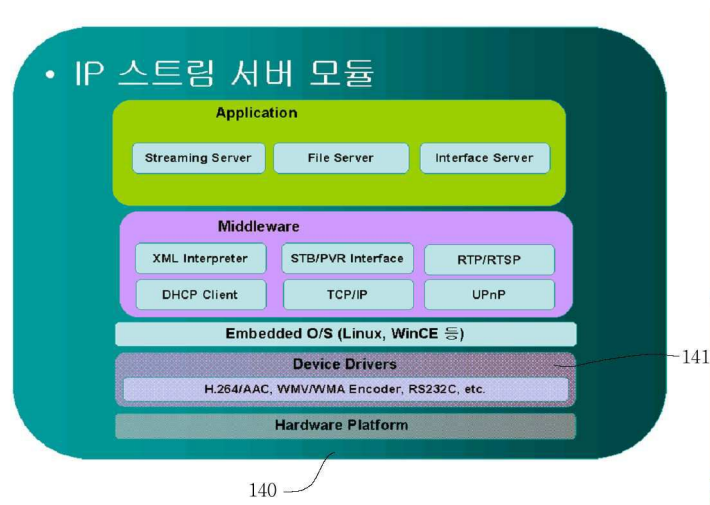 • IP 스트림 서버 모듈
Application
Streaming Server File Server Interface Server
Middleware
XML Interpreter STB/PVR Interface RTP/RTSP
DHCP Client TCP/IP UPnP
Embedded O/S (Linux, WinCE 등)
Device Drivers
141
H.264/AAC, WMV/WMA Encoder, RS232C, etc.
Hardware Platform
140